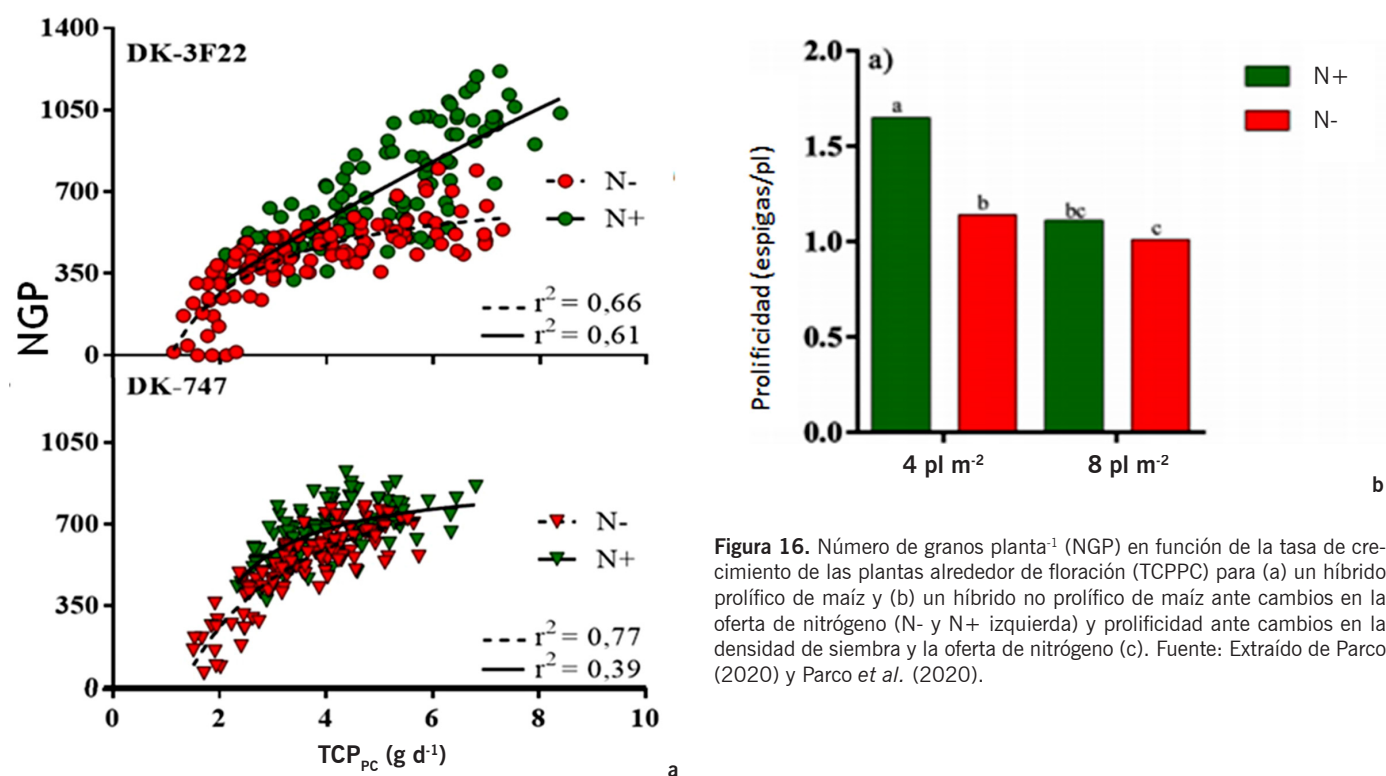 1400
DK-3F22
1050
700
350
0
NGP
N-
N+
r² = 0,66
r² = 0,61
DK-747
1050
700
350
0
N-
N+
r² = 0,77
r² = 0,39
0 2 4 6 8 10
TCP_PC (g d⁻¹)
a
2.0
1.5
1.0
0.5
0.0
a)
Prolificidad (espigas/pl)
a
b
bc
c
N+
N-
4 pl m⁻² 8 pl m⁻²
b
Figura 16. Número de granos planta⁻¹ (NGP) en función de la tasa de cre-
cimiento de las plantas alrededor de floración (TCPPC) para (a) un híbrido
prolífico de maíz y (b) un híbrido no prolífico de maíz ante cambios en la
oferta de nitrógeno (N- y N+ izquierda) y prolificidad ante cambios en la
densidad de siembra y la oferta de nitrógeno (c). Fuente: Extraído de Parco
(2020) y Parco et al. (2020).